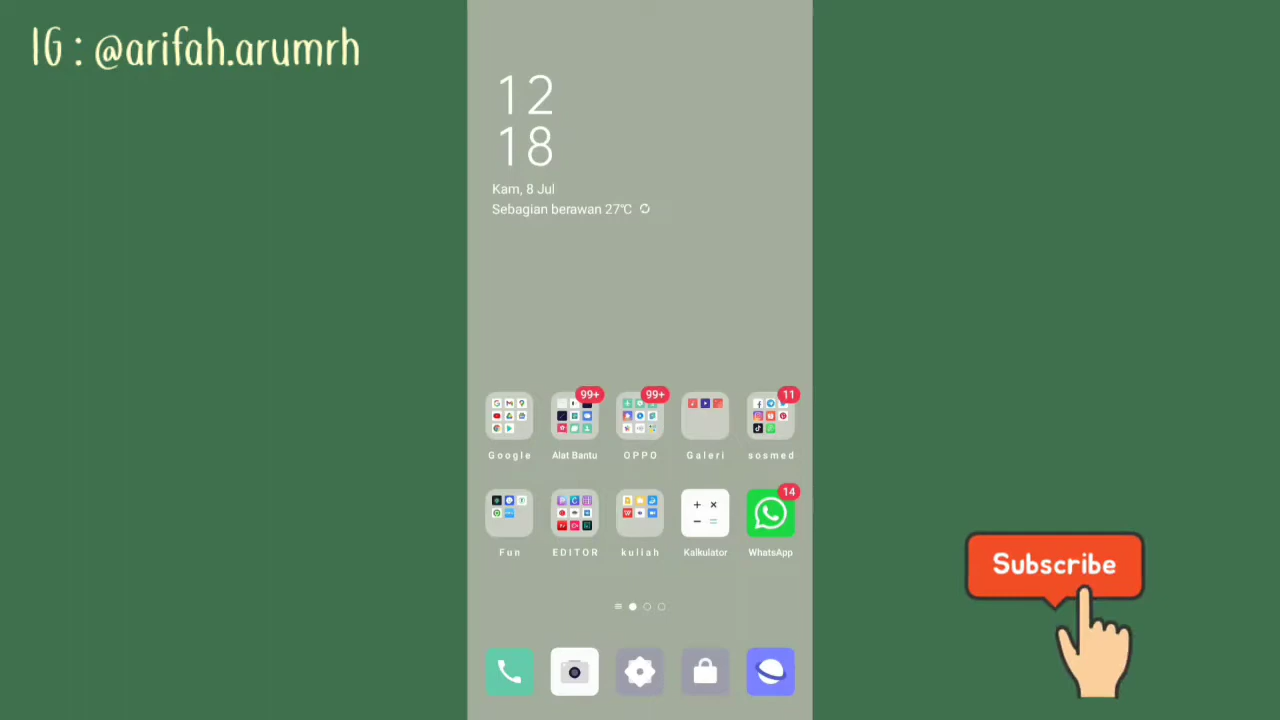 IG : @arifah.arumrh
12
18
Kam, 8 Jul
Sebagian berawan 27°C
99+
99+
11
Google
Alat Bantu
OPPO
Galeri
sosmed
14
Fun
EDITOR
kuliah
Kalkulator
WhatsApp
Subscribe